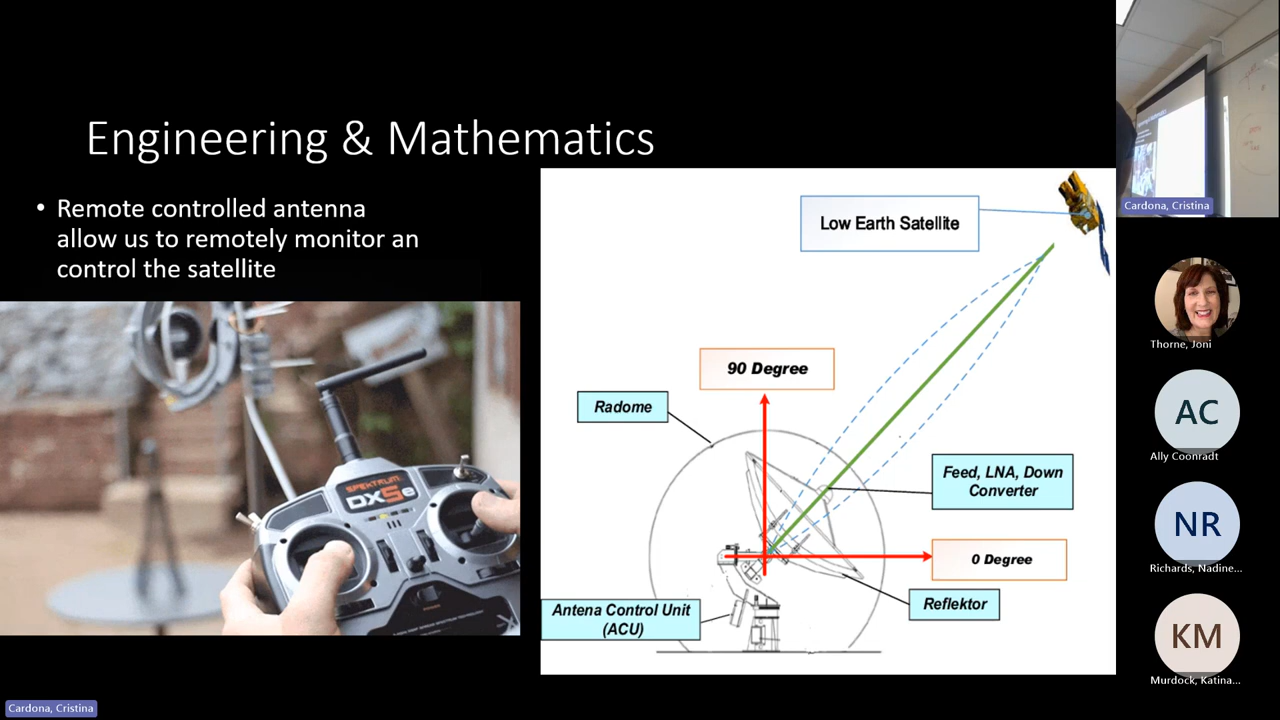 Engineering & Mathematics
• Remote controlled antenna
allow us to remotely monitor an
control the satellite
SPEKTRUM
DX5e
Low Earth Satellite
90 Degree
Radome
Feed, LNA, Down
Converter
0 Degree
Reflektor
Antena Control Unit
(ACU)
Cardona, Cristina
Cardona, Cristina
Thorne, Joni
AC
Ally Coonradt
NR
Richards, Nadine...
KM
Murdock, Katina...